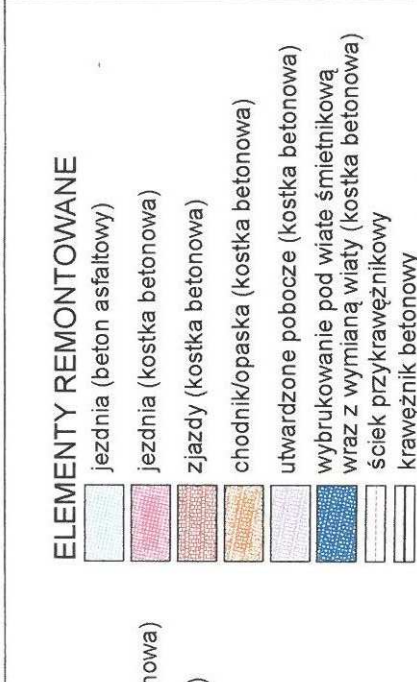 ELEMENTY REMONTOWANE
jezdnia (beton asfaltowy)
jezdnia (kostka betonowa)
zjazdy (kostka betonowa)
chodnik/opaska (kostka betonowa)
utwardzone pobocze (kostka betonowa)
wybrukowanie pod wiate śmietnikową
wraz z wymianą wiaty (kostka betonowa)
ściek przykrawężnikowy
krawężnik betonowy
nowa)
)